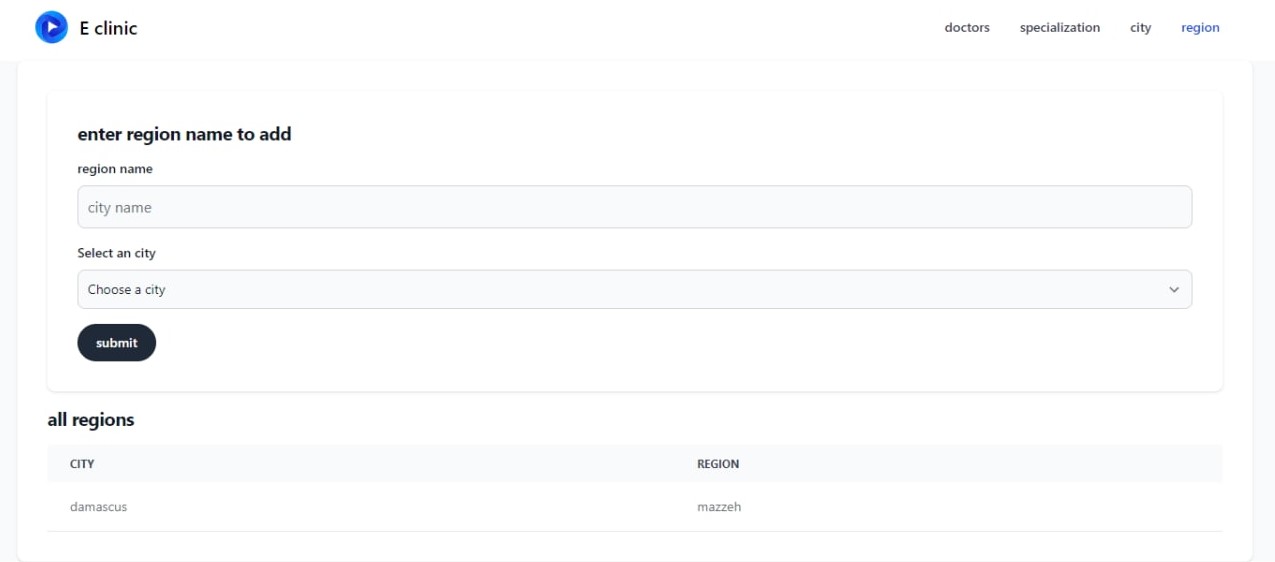 E clinic
doctors specialization city region
enter region name to add
region name
city name
Select an city
Choose a city
submit
all regions
CITY REGION
damascus mazzeh